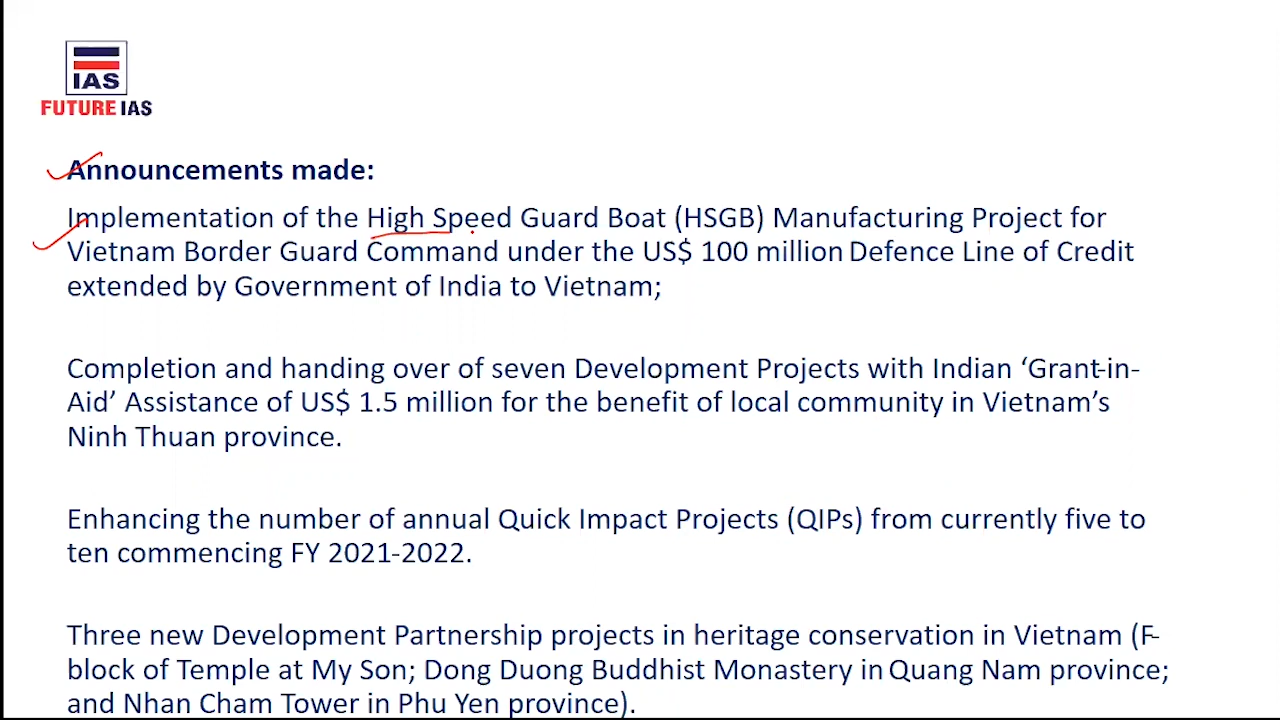 IAS
FUTURE IAS
Announcements made:
Implementation of the High Speed Guard Boat (HSGB) Manufacturing Project for
Vietnam Border Guard Command under the US$ 100 million Defence Line of Credit
extended by Government of India to Vietnam;
Completion and handing over of seven Development Projects with Indian ‘Grant-in-
Aid’ Assistance of US$ 1.5 million for the benefit of local community in Vietnam’s
Ninh Thuan province.
Enhancing the number of annual Quick Impact Projects (QIPs) from currently five to
ten commencing FY 2021-2022.
Three new Development Partnership projects in heritage conservation in Vietnam (F-
block of Temple at My Son; Dong Duong Buddhist Monastery in Quang Nam province;
and Nhan Cham Tower in Phu Yen province).